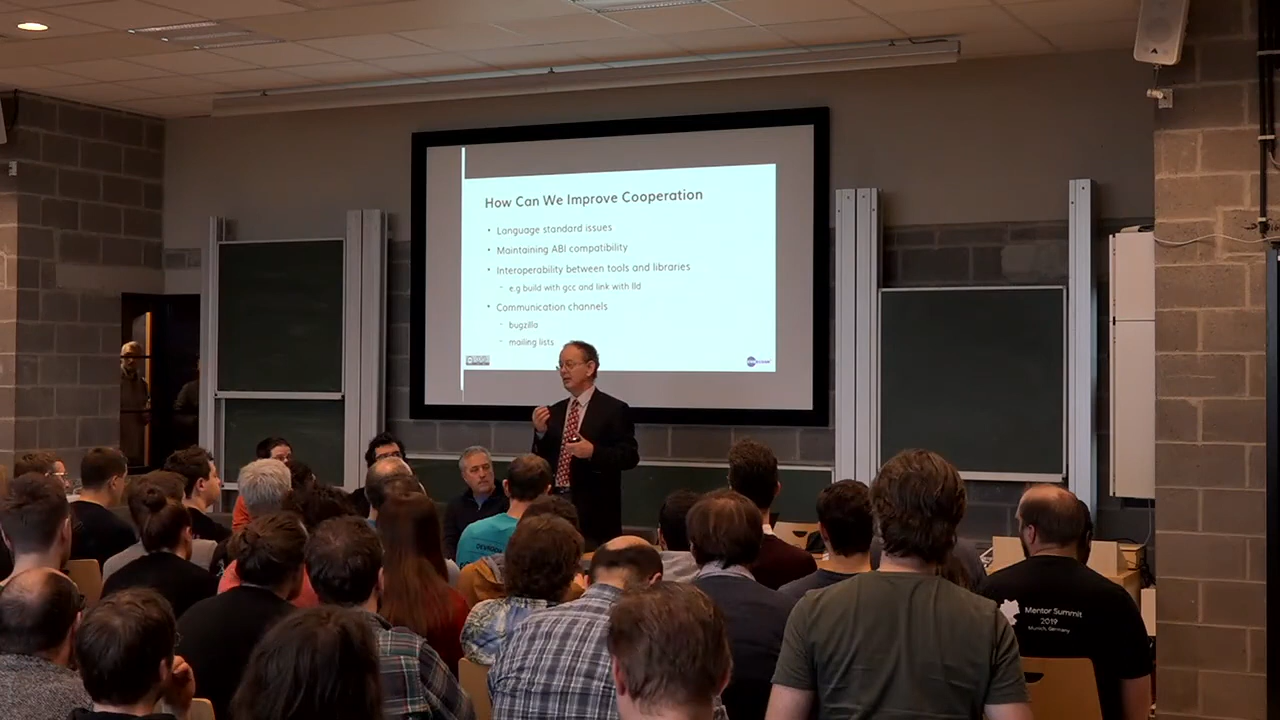 How Can We Improve Cooperation
• Language standard issues
• Maintaining ABI compatibility
• Interoperability between tools and libraries
- e.g build with gcc and link with lld
• Communication channels
- bugzilla
- mailing lists
Mentor Summit
2019
Munich, Germany